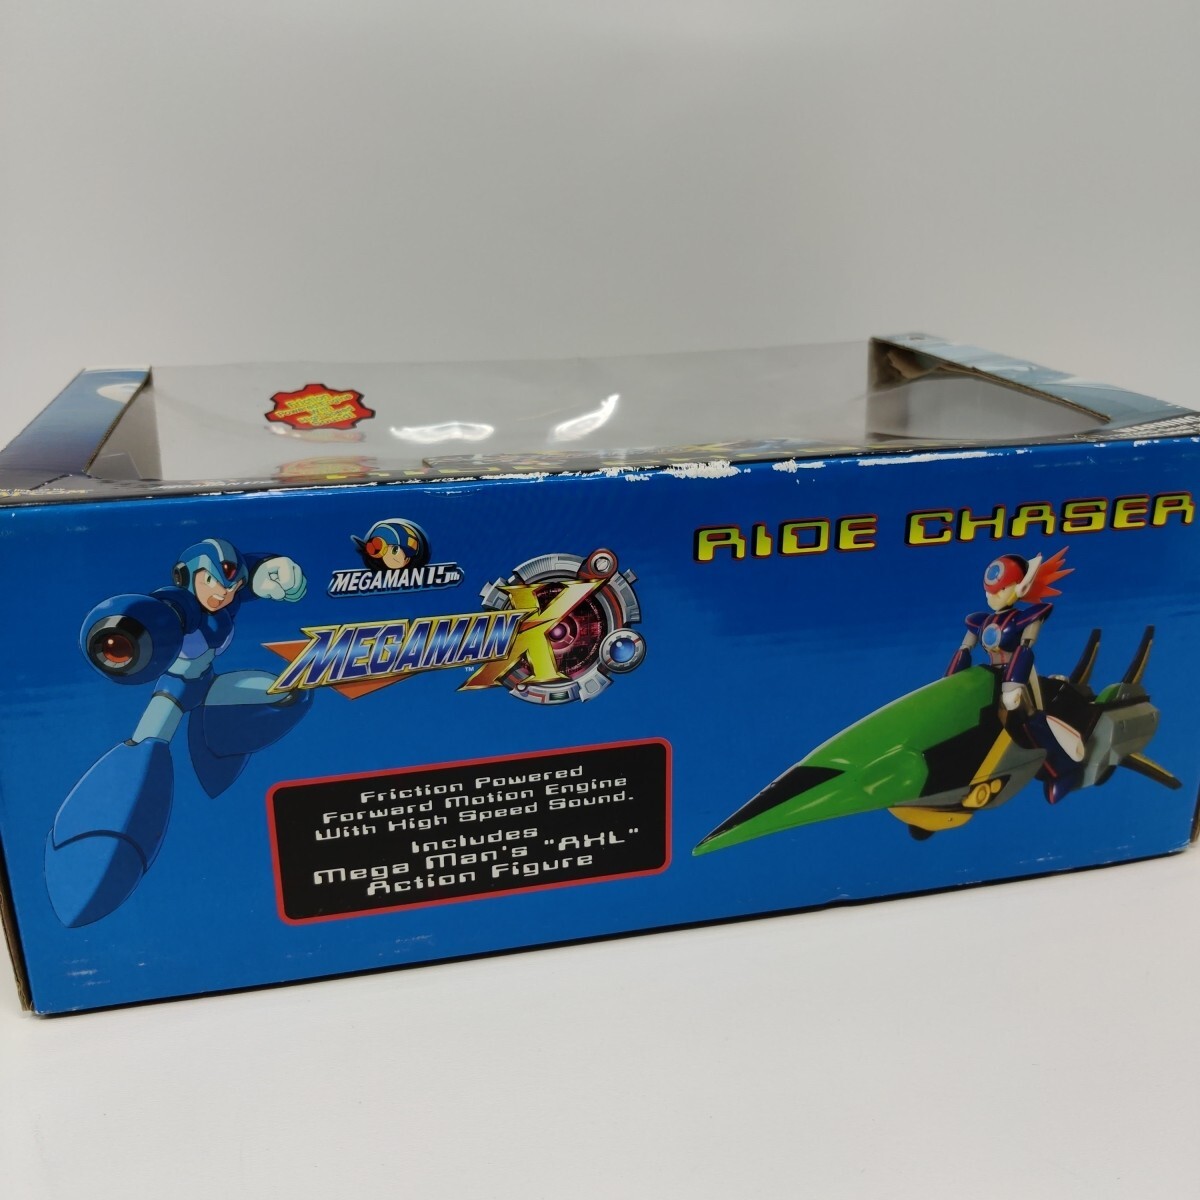 MEGAMAN 15th
MEGAMAN X
TM
RIDE CHASER
Friction Powered
Forward Motion Engine
With High Speed Sound.
Includes
Mega Man's "AXL"
Action Figure